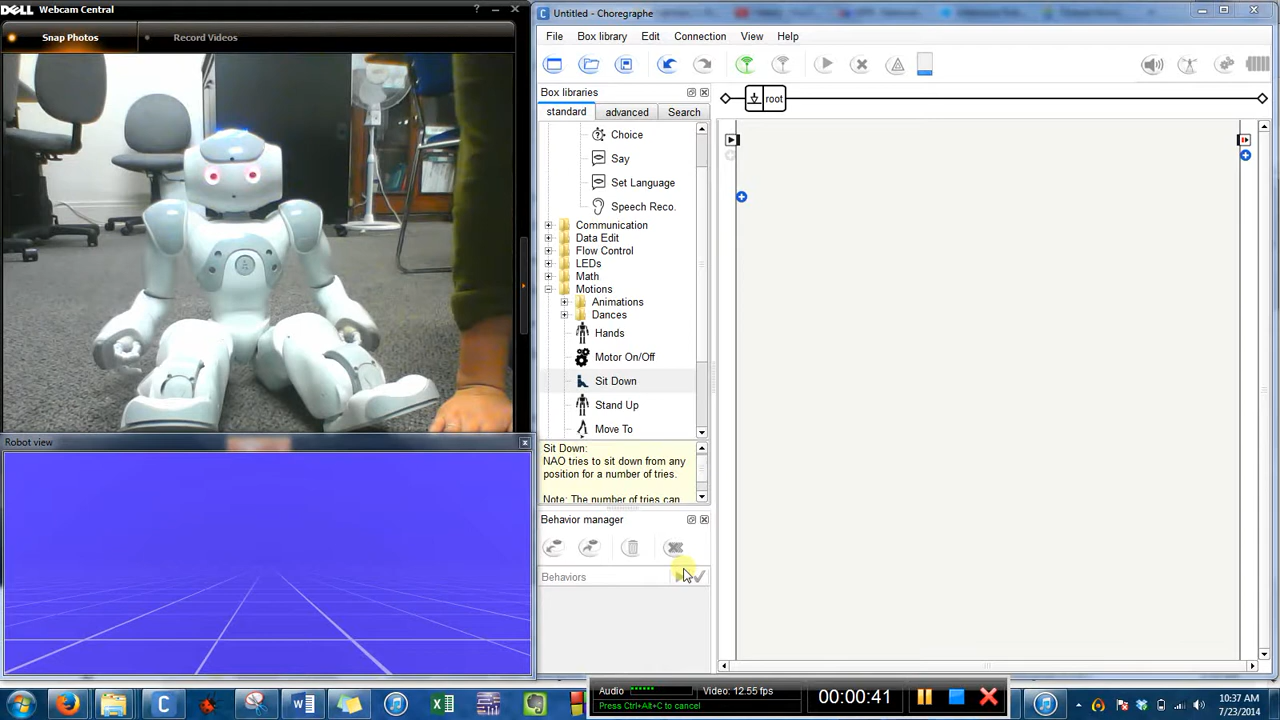 DELL Webcam Central
?
Snap Photos
Record Videos
Robot view
Untitled - Choregraphe
File Box library Edit Connection View Help
Box libraries
standard advanced Search
Choice
Say
Set Language
Speech Reco.
Communication
Data Edit
Flow Control
LEDs
Math
Motions
Animations
Dances
Hands
Motor On/Off
Sit Down
Stand Up
Move To
Sit Down:
NAO tries to sit down from any
position for a number of tries.
Note: The number of tries can
Behavior manager
Behaviors
root
Audio
Video: 12.55 fps
Press Ctrl+Alt+C to cancel
00:00:41
10:37 AM
7/23/2014